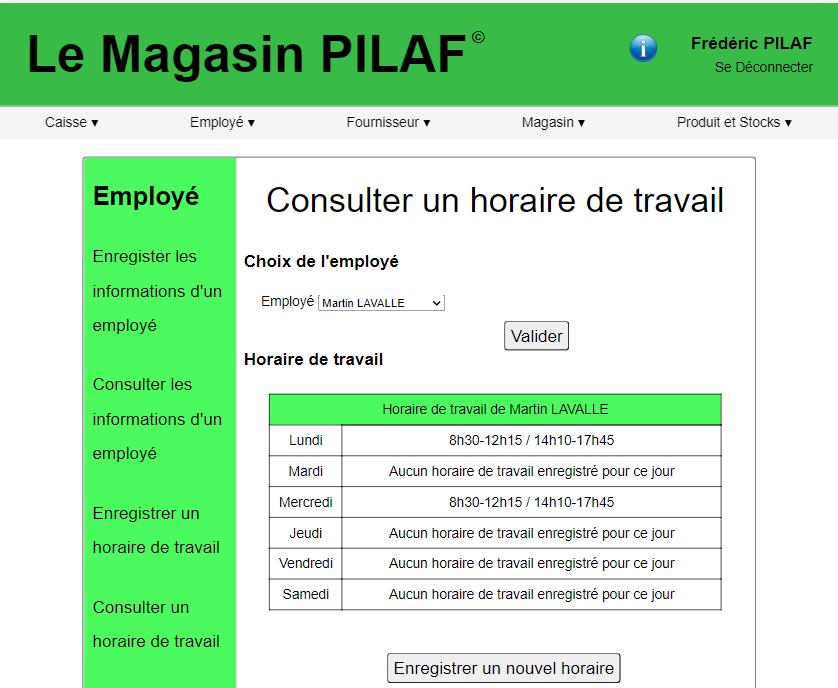 Le Magasin PILAF©
Frédéric PILAF
Se Déconnecter
Caisse ▾ Employé ▾ Fournisseur ▾ Magasin ▾ Produit et Stocks ▾
Employé
Enregister les
informations d'un
employé
Consulter les
informations d'un
employé
Enregistrer un
horaire de travail
Consulter un
horaire de travail
Consulter un horaire de travail
Choix de l'employé
Employé Martin LAVALLE
Valider
Horaire de travail
Horaire de travail de Martin LAVALLE
Lundi 8h30-12h15 / 14h10-17h45
Mardi Aucun horaire de travail enregistré pour ce jour
Mercredi 8h30-12h15 / 14h10-17h45
Jeudi Aucun horaire de travail enregistré pour ce jour
Vendredi Aucun horaire de travail enregistré pour ce jour
Samedi Aucun horaire de travail enregistré pour ce jour
Enregistrer un nouvel horaire